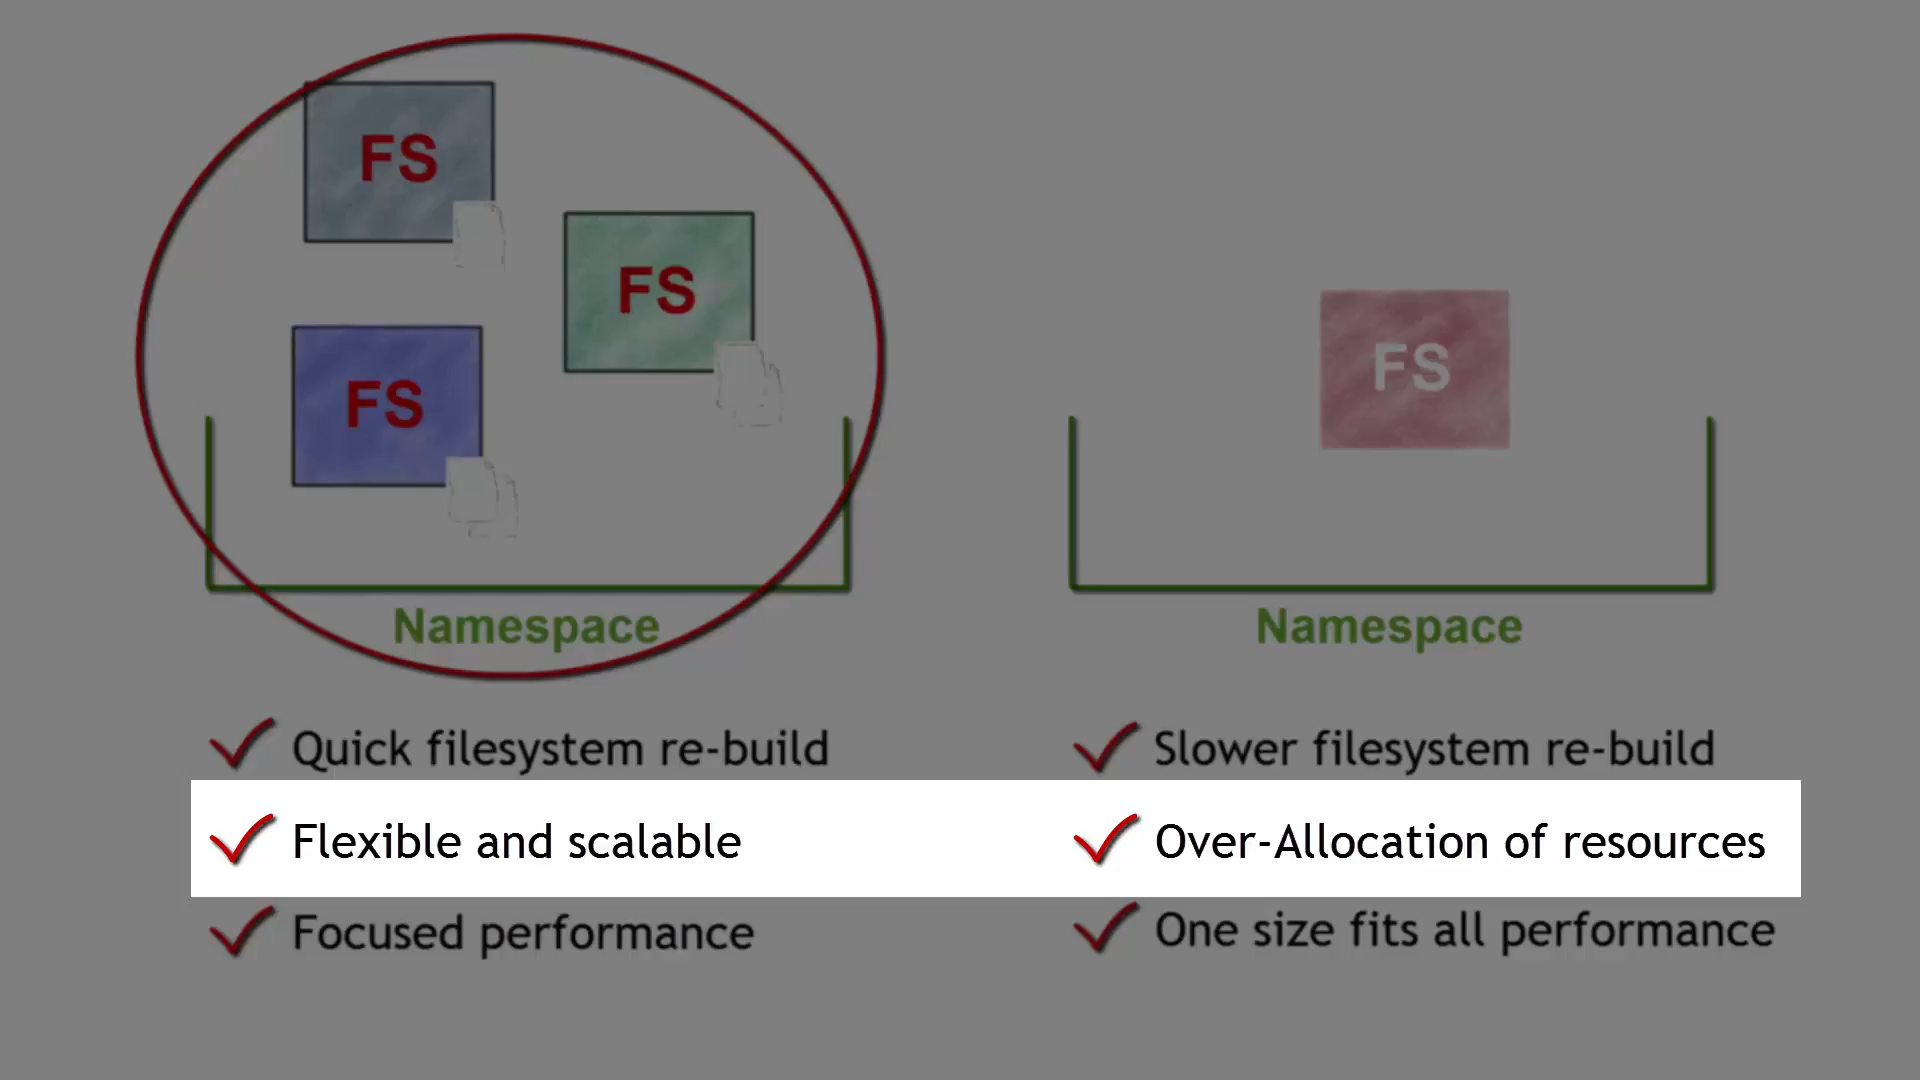 FS
FS
FS
Namespace
Quick filesystem re-build
Flexible and scalable
Focused performance
FS
Namespace
Slower filesystem re-build
Over-Allocation of resources
One size fits all performance